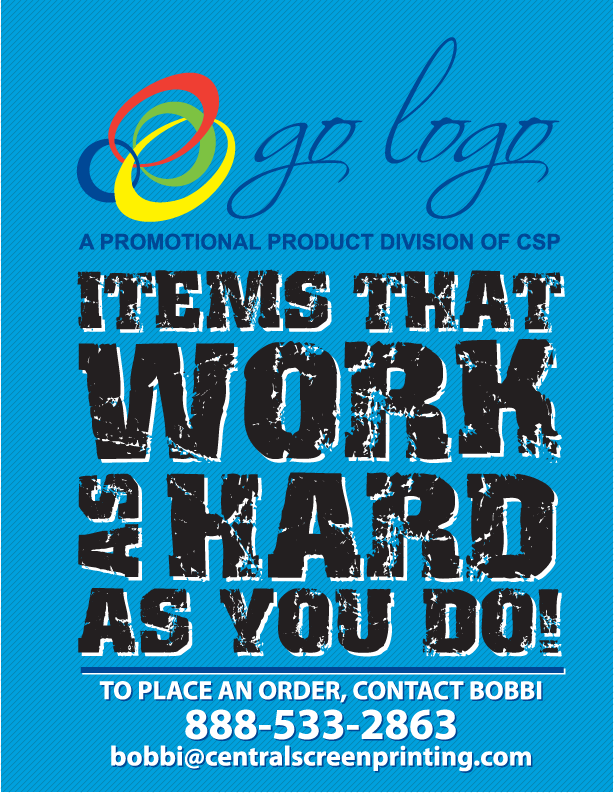 go logo
A PROMOTIONAL PRODUCT DIVISION OF CSP
ITEMS THAT
WORK
AS HARD
AS YOU DO!
TO PLACE AN ORDER, CONTACT BOBBI
888-533-2863
bobbi@centralscreenprinting.com